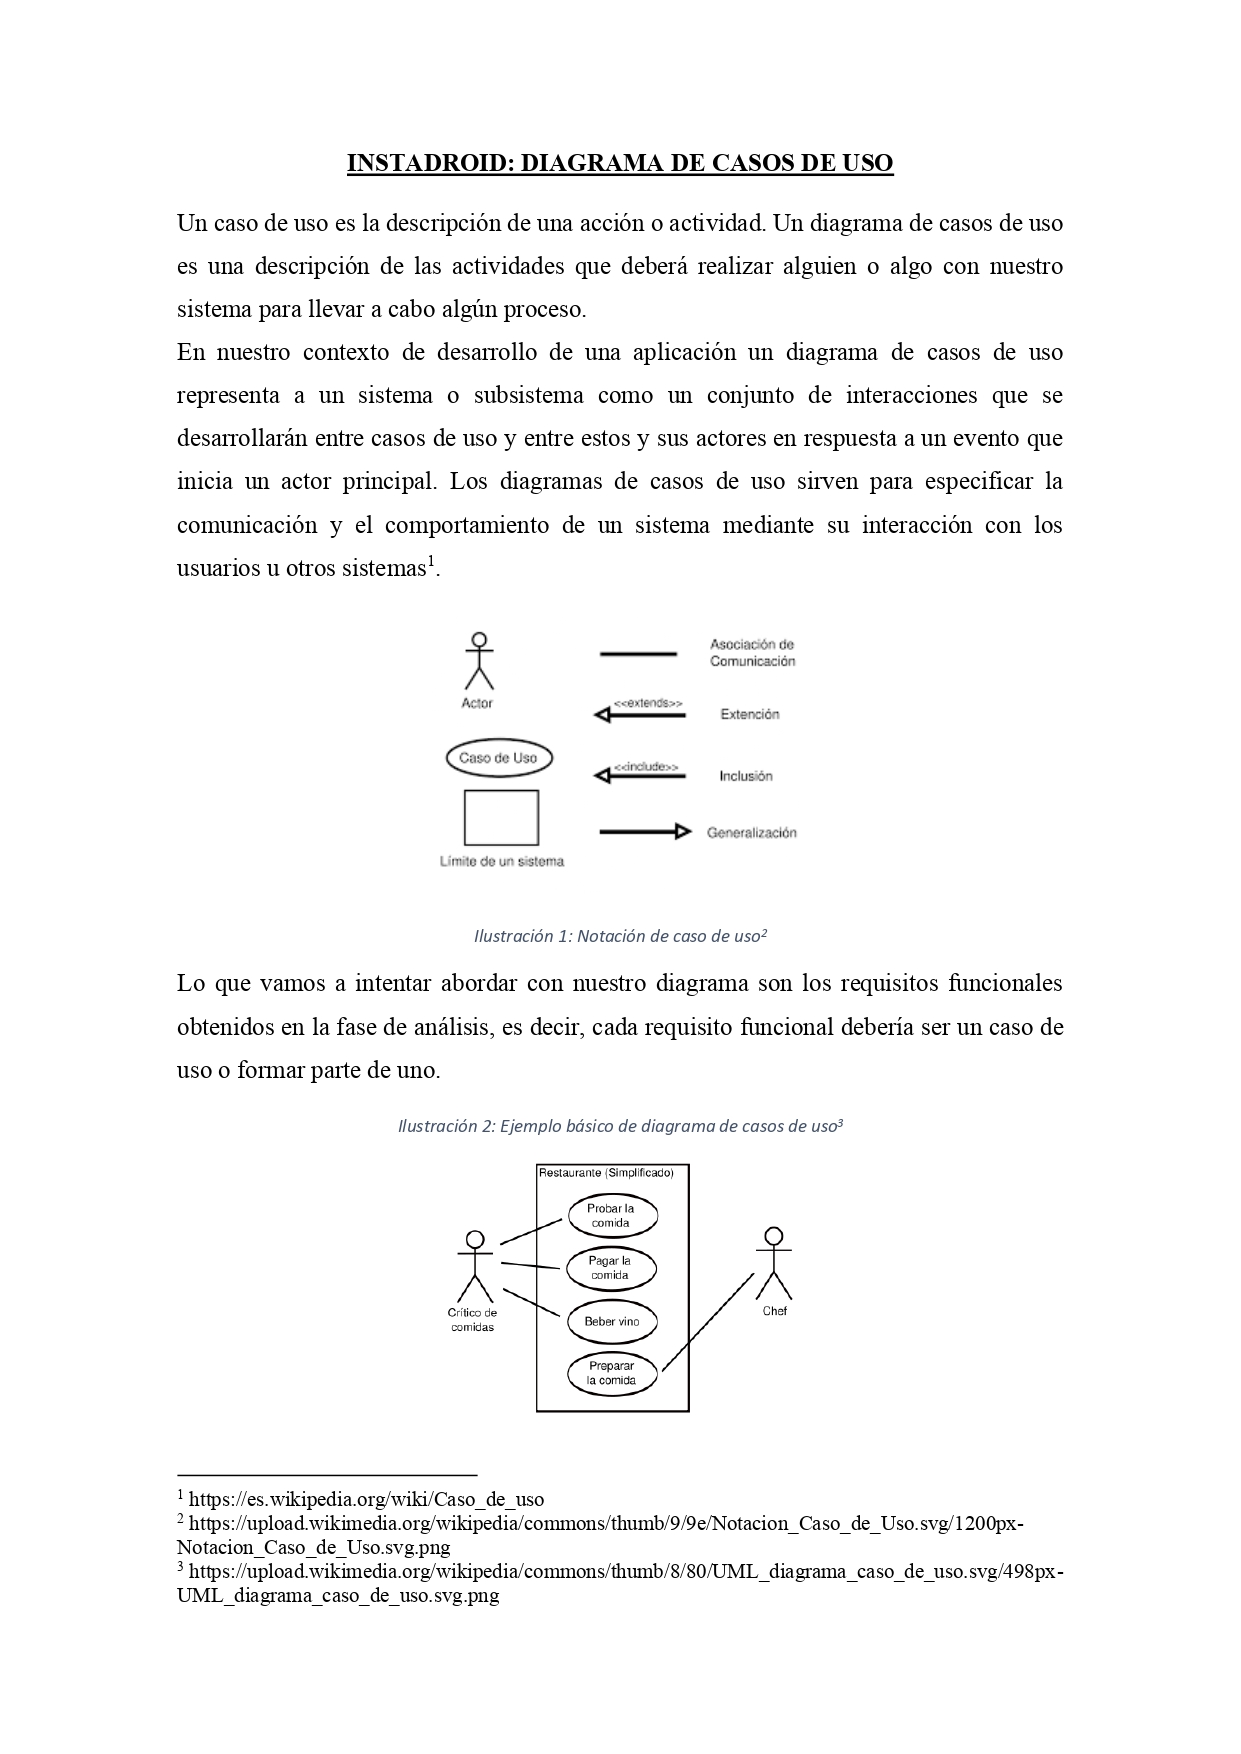 INSTADROID: DIAGRAMA DE CASOS DE USO
Un caso de uso es la descripción de una acción o actividad. Un diagrama de casos de uso
es una descripción de las actividades que deberá realizar alguien o algo con nuestro
sistema para llevar a cabo algún proceso.
En nuestro contexto de desarrollo de una aplicación un diagrama de casos de uso
representa a un sistema o subsistema como un conjunto de interacciones que se
desarrollarán entre casos de uso y entre estos y sus actores en respuesta a un evento que
inicia un actor principal. Los diagramas de casos de uso sirven para especificar la
comunicación y el comportamiento de un sistema mediante su interacción con los
usuarios u otros sistemas¹.
Actor
Asociación de
Comunicación
<<extends>>
Extención
Caso de Uso
<<include>>
Inclusión
Generalización
Límite de un sistema
Ilustración 1: Notación de caso de uso²
Lo que vamos a intentar abordar con nuestro diagrama son los requisitos funcionales
obtenidos en la fase de análisis, es decir, cada requisito funcional debería ser un caso de
uso o formar parte de uno.
Ilustración 2: Ejemplo básico de diagrama de casos de uso³
Restaurante (Simplificado)
Probar la
comida
Pagar la
comida
Beber vino
Preparar
la comida
Crítico de
comidas
Chef
¹ https://es.wikipedia.org/wiki/Caso_de_uso
² https://upload.wikimedia.org/wikipedia/commons/thumb/9/9e/Notacion_Caso_de_Uso.svg/1200px-
Notacion_Caso_de_Uso.svg.png
³ https://upload.wikimedia.org/wikipedia/commons/thumb/8/80/UML_diagrama_caso_de_uso.svg/498px-
UML_diagrama_caso_de_uso.svg.png